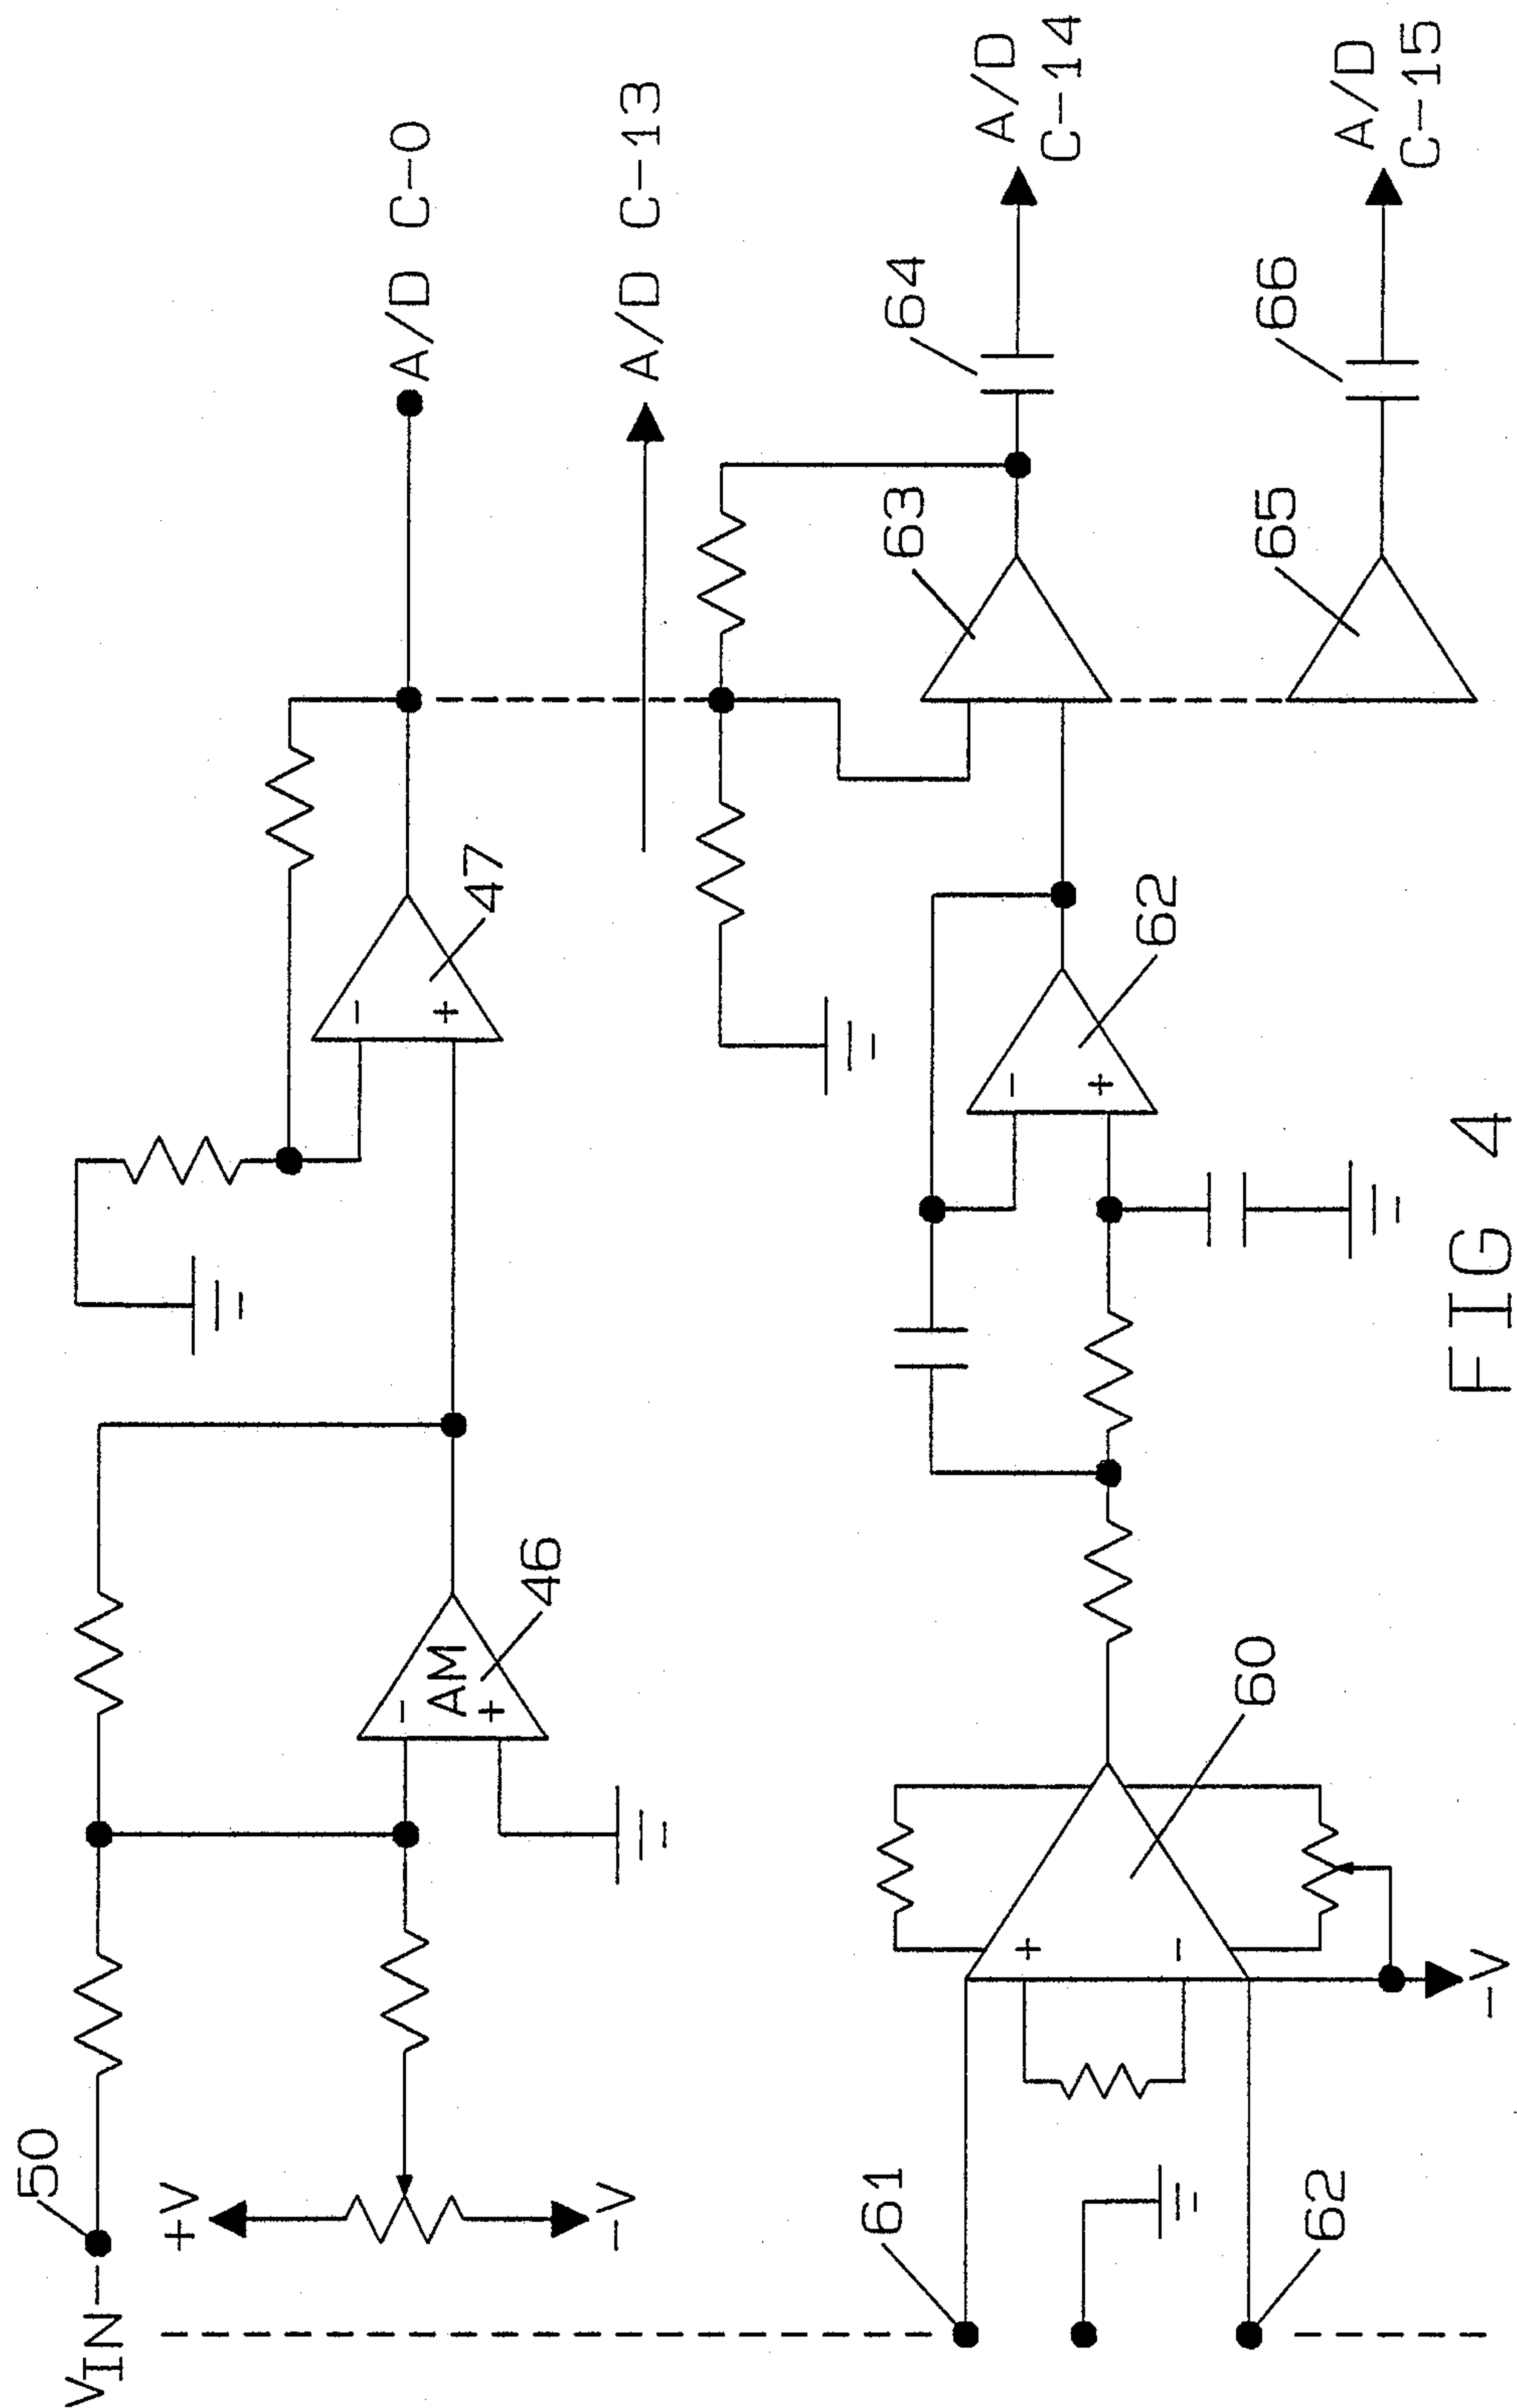 VIN
50
+V
-V
-
AM
+
46
-
+
47
A/D C-0
A/D C-13
61
62
+
-
60
-V
-
+
62
63
64
A/D
C-14
65
66
A/D
C-15
FIG 4